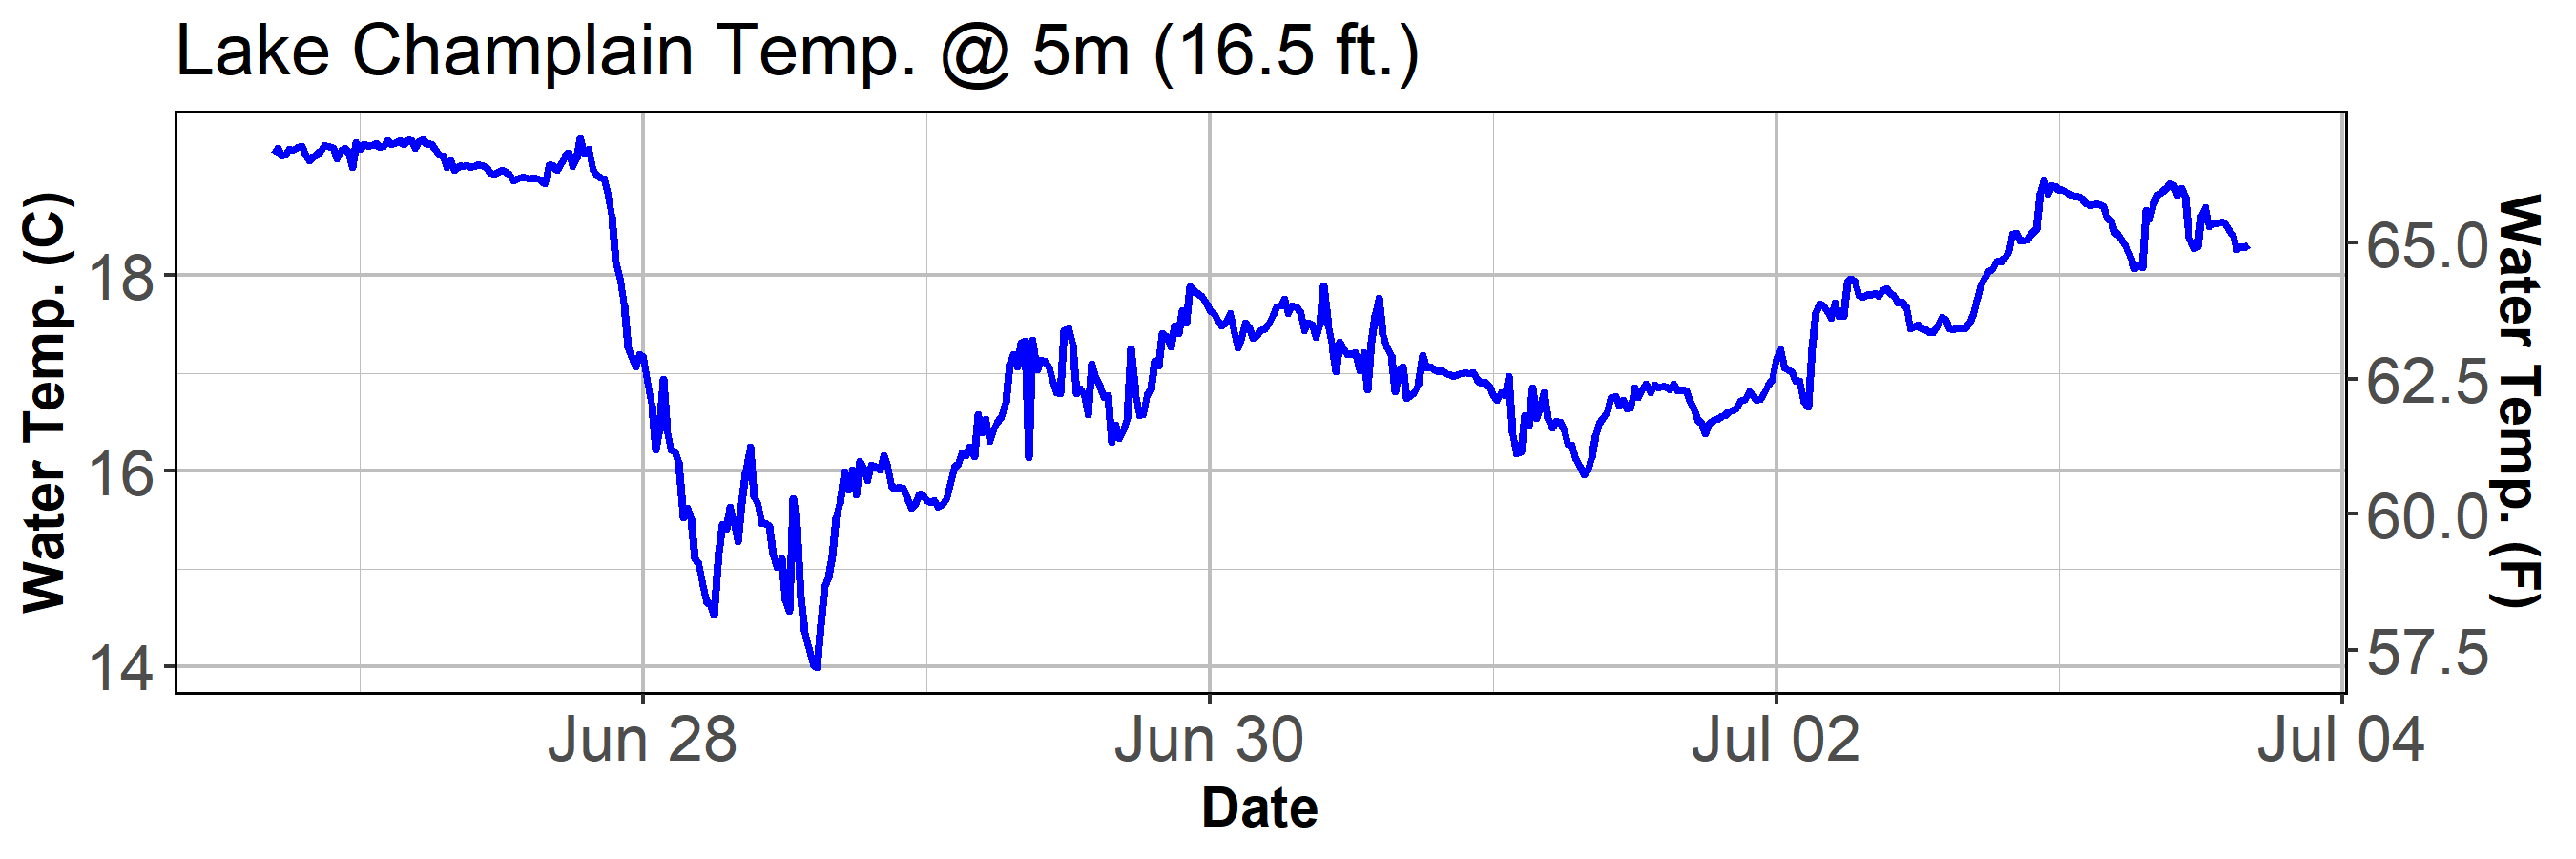 Lake Champlain Temp. @ 5m (16.5 ft.)
Water Temp. (C)
18
16
14
65.0
62.5
60.0
57.5
Water Temp. (F)
Jun 28
Jun 30
Jul 02
Jul 04
Date